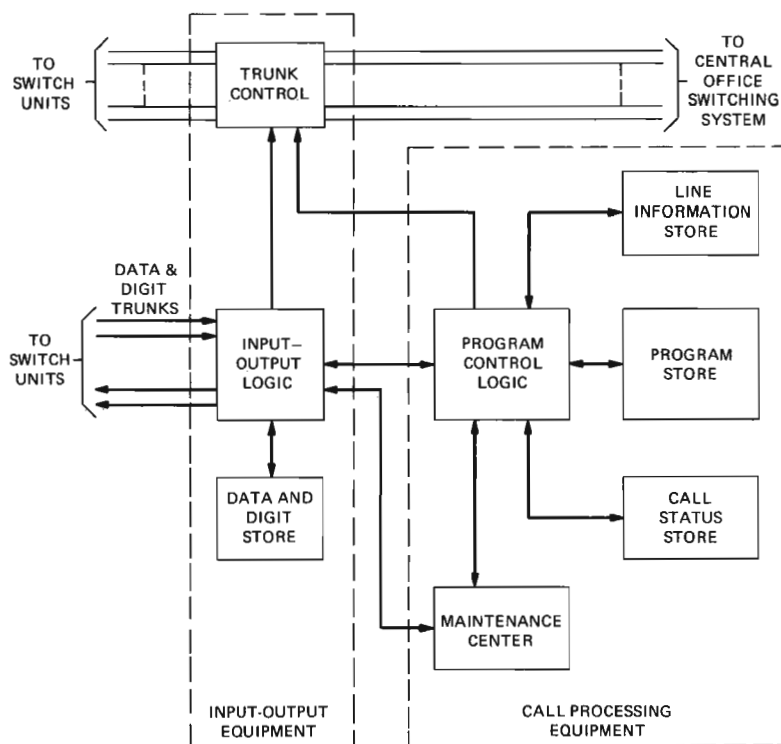 TO
SWITCH
UNITS
TRUNK
CONTROL
TO
CENTRAL
OFFICE
SWITCHING
SYSTEM
LINE
INFORMATION
STORE
DATA &
DIGIT
TRUNKS
TO
SWITCH
UNITS
INPUT–
OUTPUT
LOGIC
PROGRAM
CONTROL
LOGIC
PROGRAM
STORE
DATA AND
DIGIT
STORE
CALL
STATUS
STORE
MAINTENANCE
CENTER
INPUT-OUTPUT
EQUIPMENT
CALL PROCESSING
EQUIPMENT